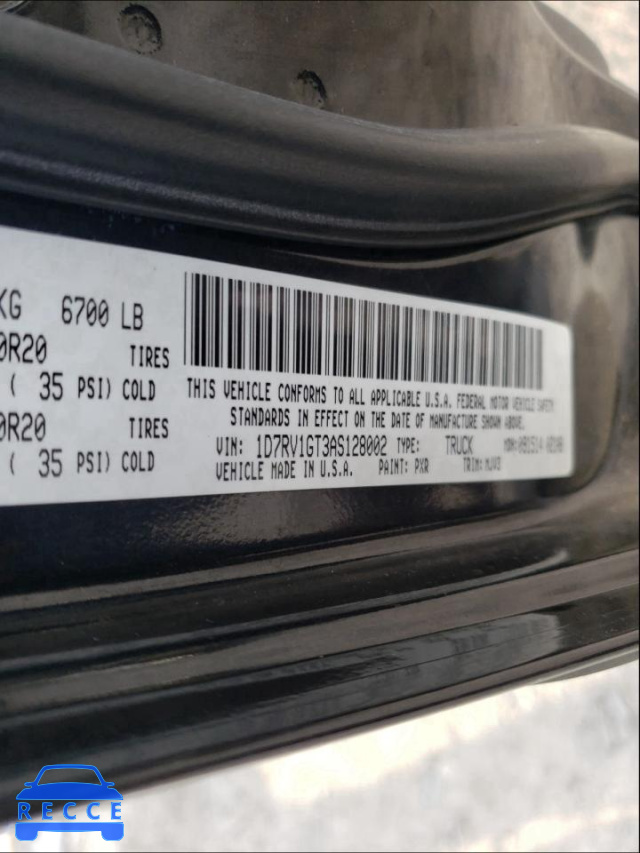 KG 6700 LB
0R20 TIRES
( 35 PSI) COLD
0R20 TIRES
( 35 PSI) COLD
THIS VEHICLE CONFORMS TO ALL APPLICABLE U.S.A. FEDERAL MOTOR VEHICLE SAFETY
STANDARDS IN EFFECT ON THE DATE OF MANUFACTURE SHOWN ABOVE.
VIN: 1D7RV1GT3AS128002 TYPE: TRUCK MDH:
VEHICLE MADE IN U.S.A. PAINT: PXR TRIM:
RECCE